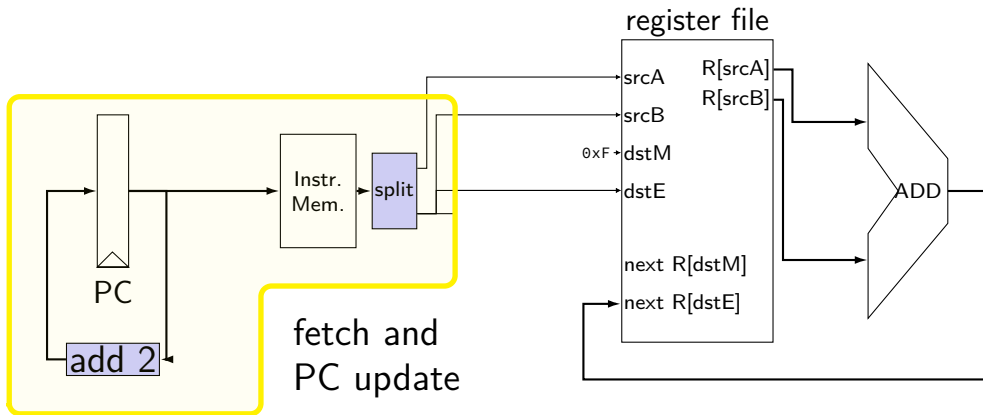 register file
srcA
srcB
dstM
dstE
next R[dstM]
next R[dstE]
R[srcA]
R[srcB]
0xF
ADD
Instr.
Mem.
split
PC
add 2
fetch and
PC update